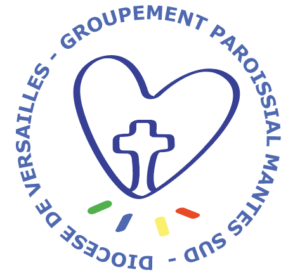 DIOCESE DE VERSAILLES - GROUPEMENT PAROISSIAL MANTES SUD -